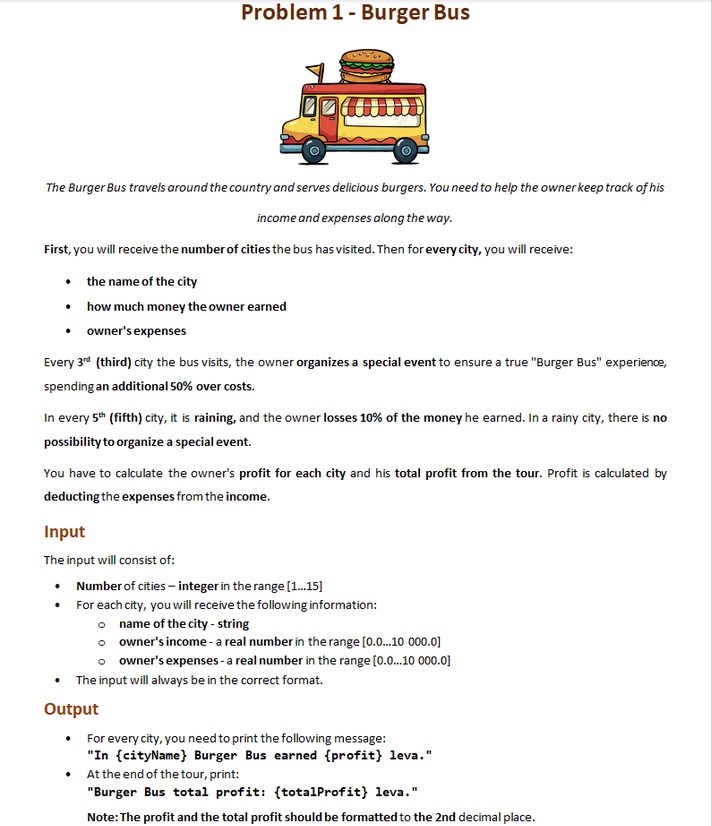 Problem 1 - Burger Bus
The Burger Bus travels around the country and serves delicious burgers. You need to help the owner keep track of his
income and expenses along the way.
First, you will receive the number of cities the bus has visited. Then for every city, you will receive:
• the name of the city
• how much money the owner earned
• owner's expenses
Every 3rd (third) city the bus visits, the owner organizes a special event to ensure a true "Burger Bus" experience,
spending an additional 50% over costs.
In every 5th (fifth) city, it is raining, and the owner losses 10% of the money he earned. In a rainy city, there is no
possibility to organize a special event.
You have to calculate the owner's profit for each city and his total profit from the tour. Profit is calculated by
deducting the expenses from the income.
Input
The input will consist of:
• Number of cities – integer in the range [1…15]
• For each city, you will receive the following information:
o name of the city - string
o owner's income - a real number in the range [0.0…10 000.0]
o owner's expenses - a real number in the range [0.0…10 000.0]
• The input will always be in the correct format.
Output
• For every city, you need to print the following message:
"In {cityName} Burger Bus earned {profit} leva."
• At the end of the tour, print:
"Burger Bus total profit: {totalProfit} leva."
Note: The profit and the total profit should be formatted to the 2nd decimal place.